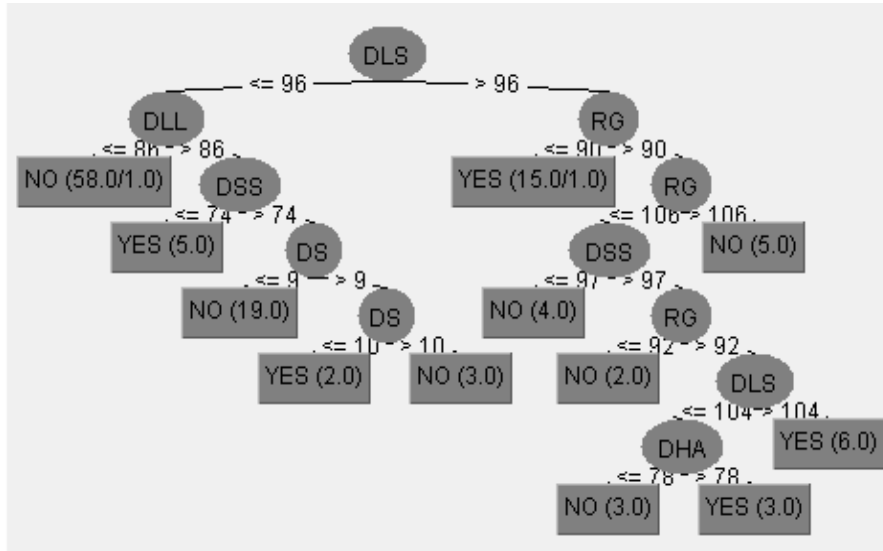 DLS
<= 96 > 96
DLL RG
<= 86 > 86 <= 90 > 90
NO (58.0/1.0) DSS YES (15.0/1.0) RG
<= 74 > 74 <= 106 > 106
YES (5.0) DS DSS NO (5.0)
<= 9 > 9 <= 97 > 97
NO (19.0) DS NO (4.0) RG
<= 10 > 10 <= 92 > 92
YES (2.0) NO (3.0) NO (2.0) DLS
<= 104 > 104
DHA YES (6.0)
<= 78 > 78
NO (3.0) YES (3.0)